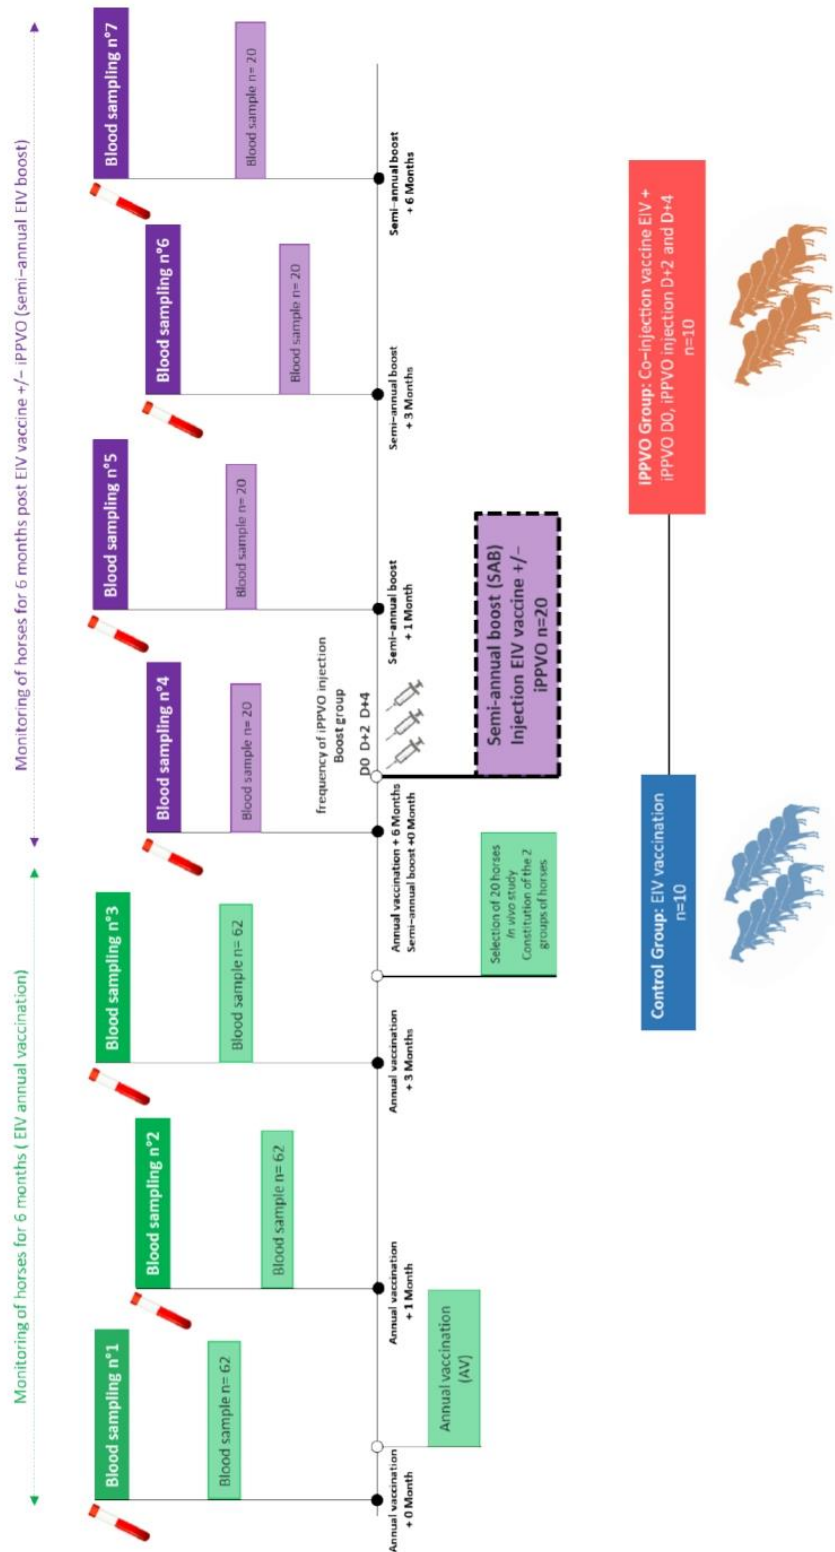 Monitoring of horses for 6 months ( EIV annual vaccination)
Monitoring of horses for 6 months post EIV vaccine +/− iPPVO (semi−annual EIV boost)
Blood sampling n°1
Blood sampling n°2
Blood sampling n°3
Blood sampling n°4
Blood sampling n°5
Blood sampling n°6
Blood sampling n°7
Blood sample n= 62
Blood sample n= 62
Blood sample n= 62
Blood sample n= 20
Blood sample n= 20
Blood sample n= 20
Blood sample n= 20
frequency of iPPVO injection
Boost group
D0 D+2 D+4
Annual vaccination
+ 0 Month
Annual vaccination
+ 1 Month
Annual vaccination
+ 3 Months
Annual vaccination + 6 Months
Semi−annual boost +0 Month
Semi−annual boost
+ 1 Month
Semi−annual boost
+ 3 Months
Semi−annual boost
+ 6 Months
Annual vaccination
(AV)
Selection of 20 horses
In vivo study
Constitution of the 2
groups of horses
Semi−annual boost (SAB)
Injection EIV vaccine +/−
iPPVO n=20
Control Group: EIV vaccination
n=10
iPPVO Group: Co−injection vaccine EIV +
iPPVO D0, iPPVO injection D+2 and D+4
n=10